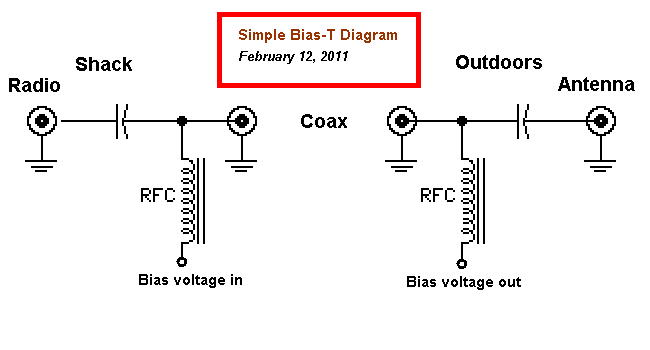 Simple Bias-T Diagram
February 12, 2011
Shack
Outdoors
Radio
Antenna
Coax
RFC
RFC
Bias voltage in
Bias voltage out